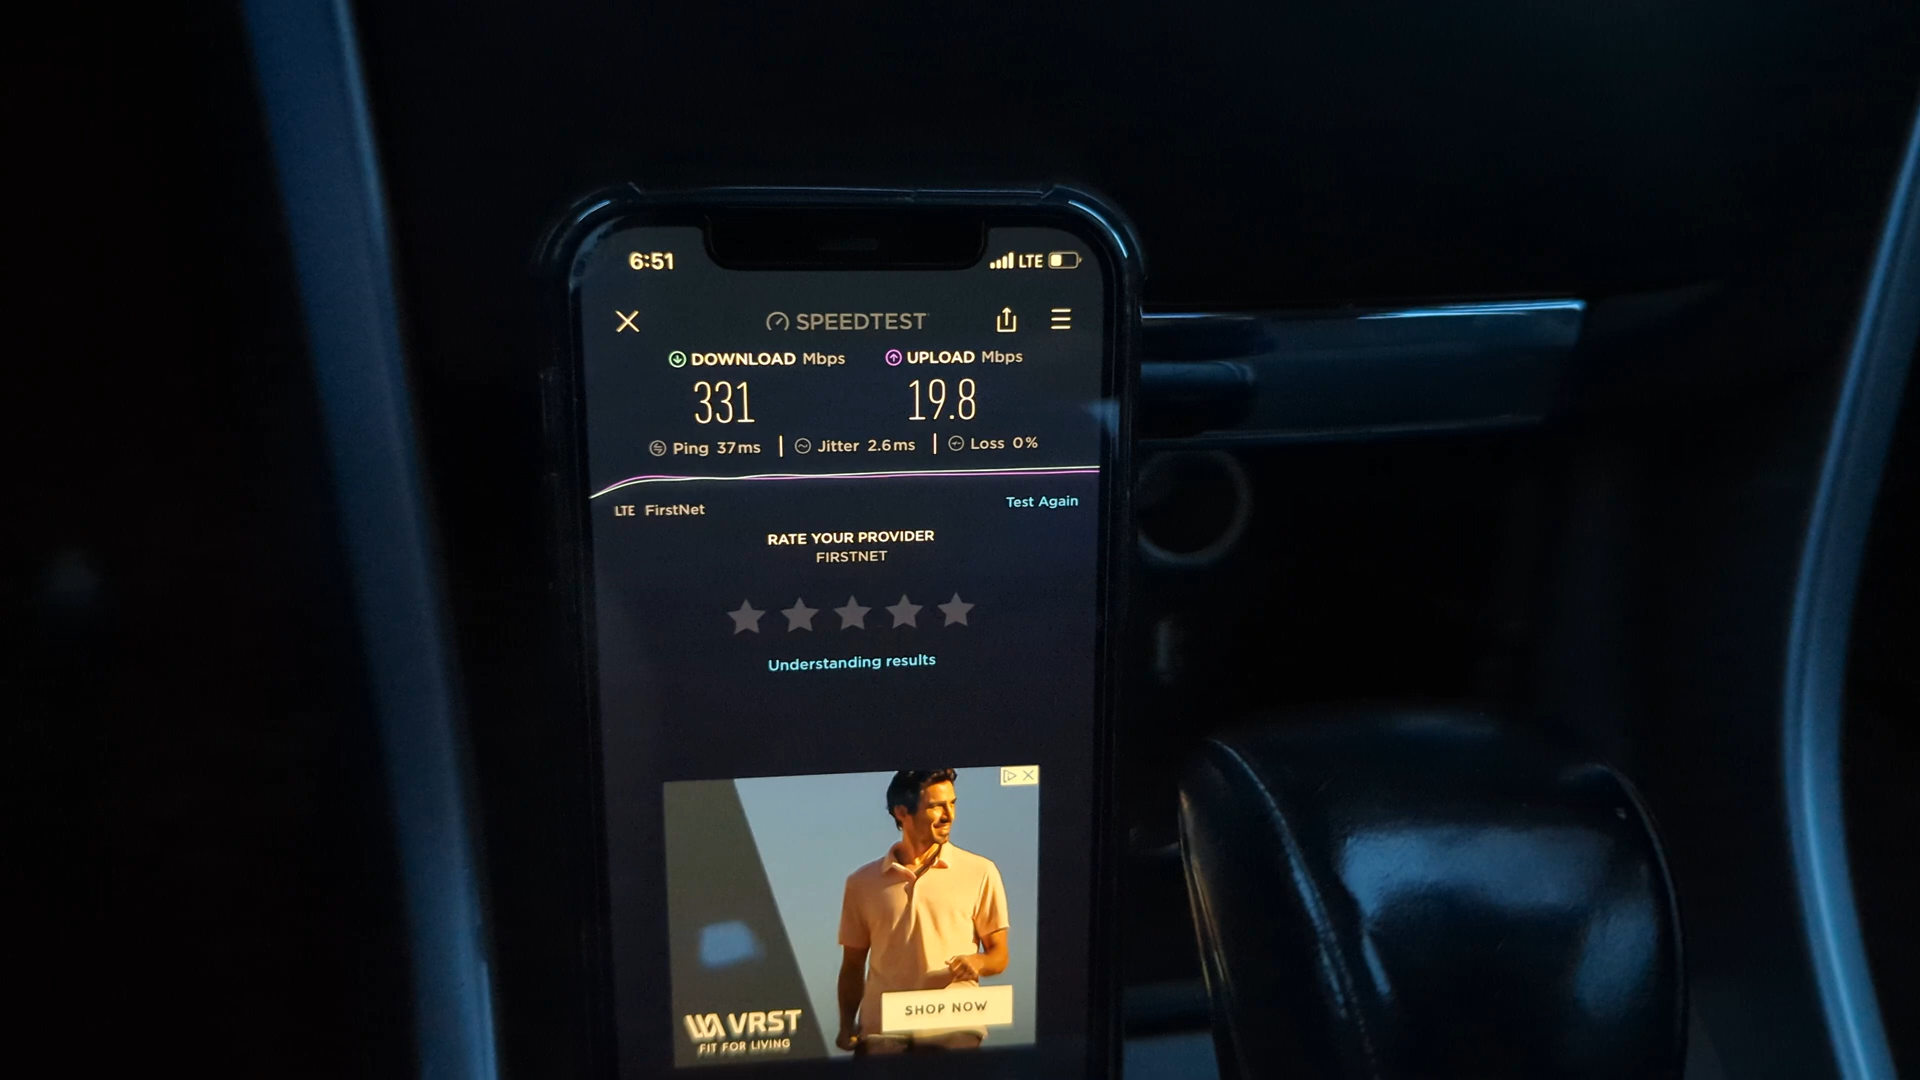 6:51 LTE
SPEEDTEST
DOWNLOAD Mbps UPLOAD Mbps
331 19.8
Ping 37ms Jitter 2.6ms Loss 0%
LTE FirstNet Test Again
RATE YOUR PROVIDER
FIRSTNET
Understanding results
SHOP NOW
VRST
FIT FOR LIVING